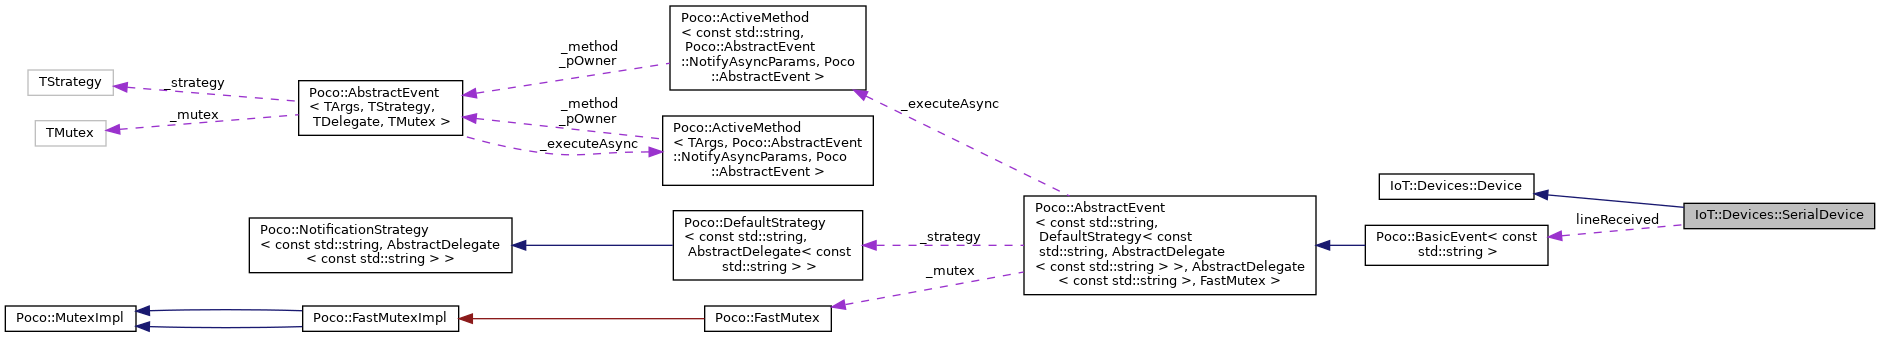 Poco::ActiveMethod
< const std::string,
Poco::AbstractEvent
::NotifyAsyncParams, Poco
::AbstractEvent >
_method
_pOwner
TStrategy
_strategy
Poco::AbstractEvent
< TArgs, TStrategy,
TDelegate, TMutex >
_mutex
TMutex
_method
_pOwner
_executeAsync
Poco::ActiveMethod
< TArgs, Poco::AbstractEvent
::NotifyAsyncParams, Poco
::AbstractEvent >
_executeAsync
IoT::Devices::Device
IoT::Devices::SerialDevice
lineReceived
Poco::BasicEvent< const
std::string >
Poco::AbstractEvent
< const std::string,
DefaultStrategy< const
std::string, AbstractDelegate
< const std::string > >, AbstractDelegate
< const std::string >, FastMutex >
_strategy
_mutex
Poco::DefaultStrategy
< const std::string,
AbstractDelegate< const
std::string > >
Poco::NotificationStrategy
< const std::string, AbstractDelegate
< const std::string > >
Poco::MutexImpl
Poco::FastMutexImpl
Poco::FastMutex